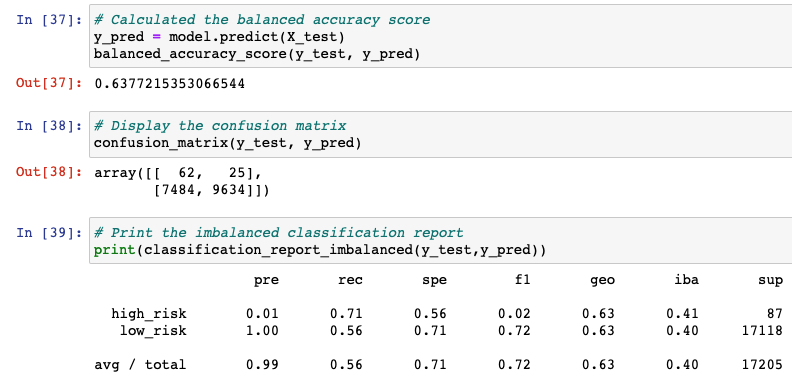 In [37]: # Calculated the balanced accuracy score
y_pred = model.predict(X_test)
balanced_accuracy_score(y_test, y_pred)
Out[37]: 0.6377215353066544
In [38]: # Display the confusion matrix
confusion_matrix(y_test, y_pred)
Out[38]: array([[  62,   25],
       [7484, 9634]])
In [39]: # Print the imbalanced classification report
print(classification_report_imbalanced(y_test,y_pred))
pre rec spe f1 geo iba sup
high_risk 0.01 0.71 0.56 0.02 0.63 0.41 87
low_risk 1.00 0.56 0.71 0.72 0.63 0.40 17118
avg / total 0.99 0.56 0.71 0.72 0.63 0.40 17205